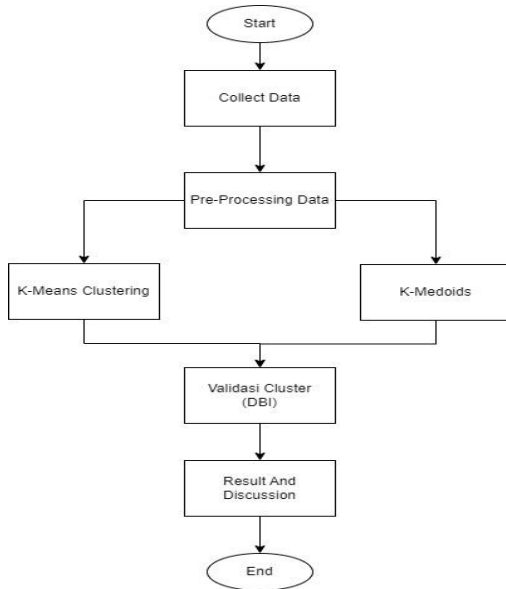 Start
Collect Data
Pre-Processing Data
K-Means Clustering
K-Medoids
Validasi Cluster
(DBI)
Result And
Discussion
End